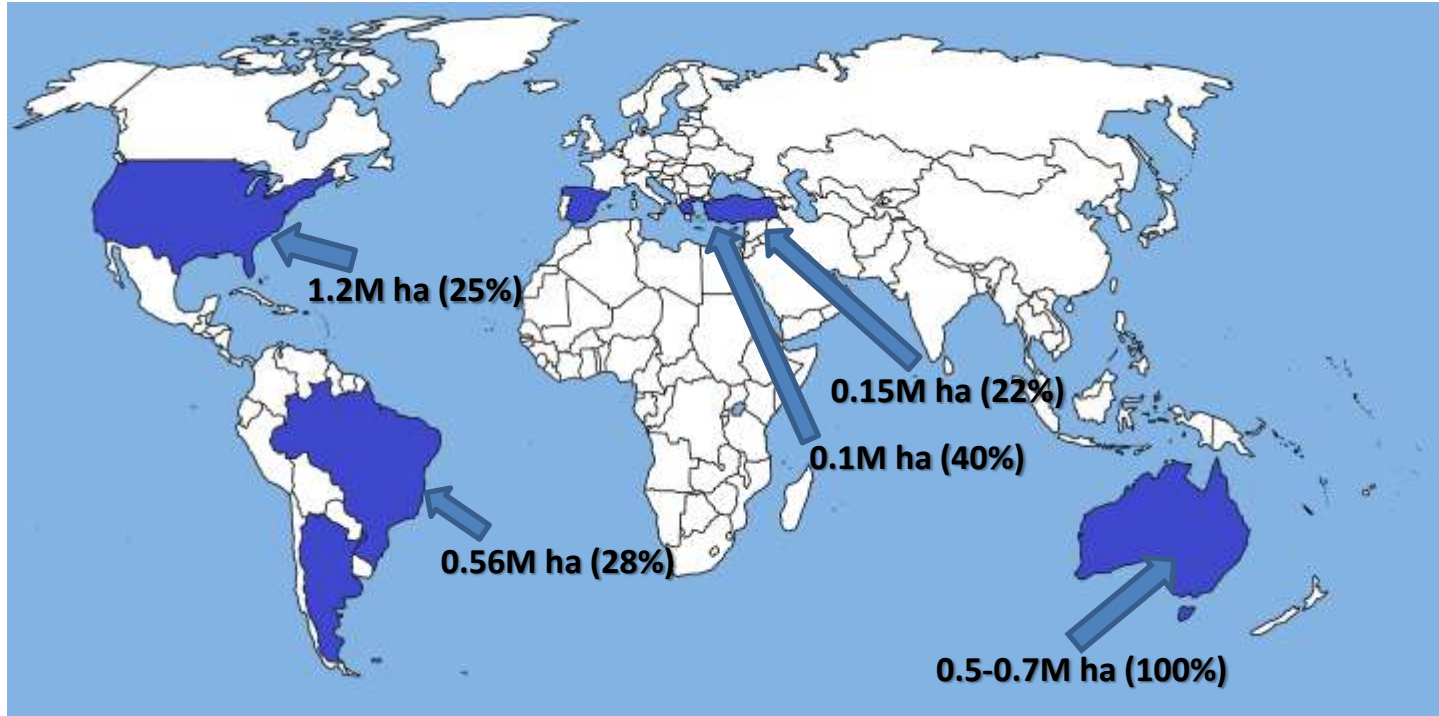 1.2M ha (25%)
0.15M ha (22%)
0.1M ha (40%)
0.56M ha (28%)
0.5-0.7M ha (100%)